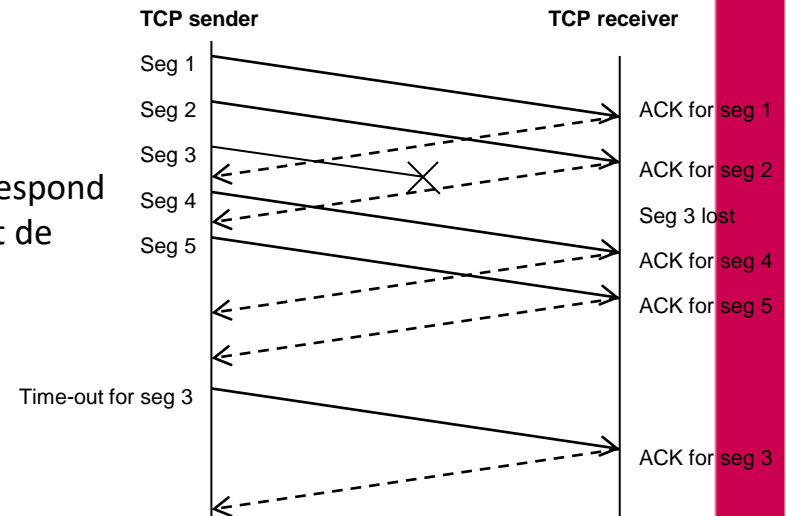 TCP sender
TCP receiver
Seg 1
ACK for seg 1
Seg 2
Seg 3
ACK for seg 2
espond
Seg 4
Seg 3 lost
t de
Seg 5
ACK for seg 4
ACK for seg 5
Time-out for seg 3
ACK for seg 3